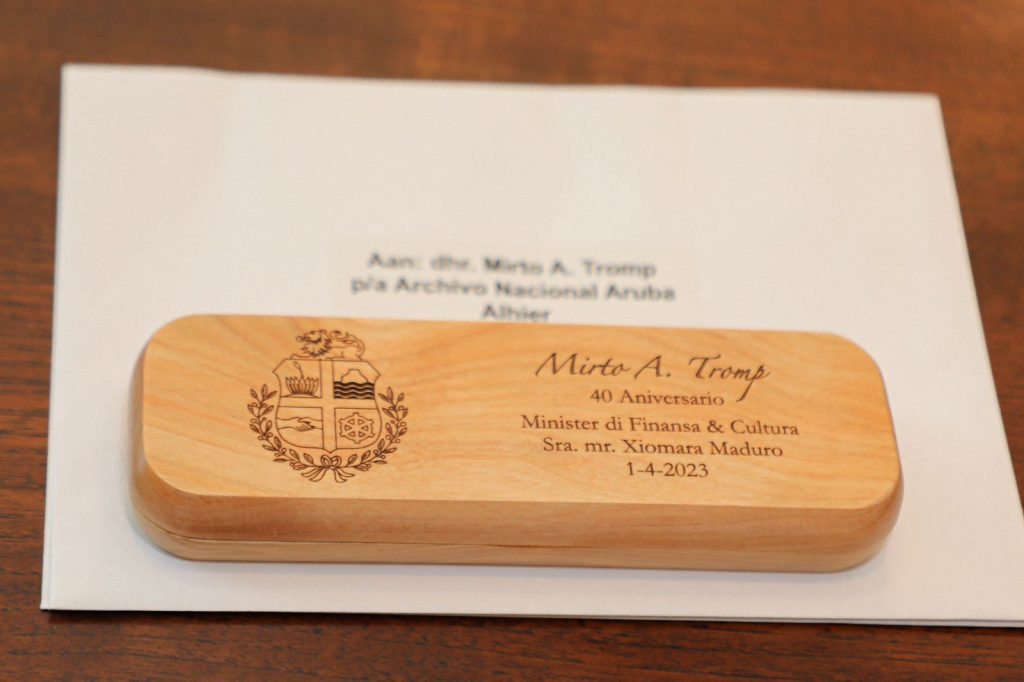 Aan: dhr. Mirto A. Tromp
p/a Archivo Nacional Aruba
Alhier
Mirto A. Tromp
40 Aniversario
Minister di Finansa & Cultura
Sra. mr. Xiomara Maduro
1-4-2023